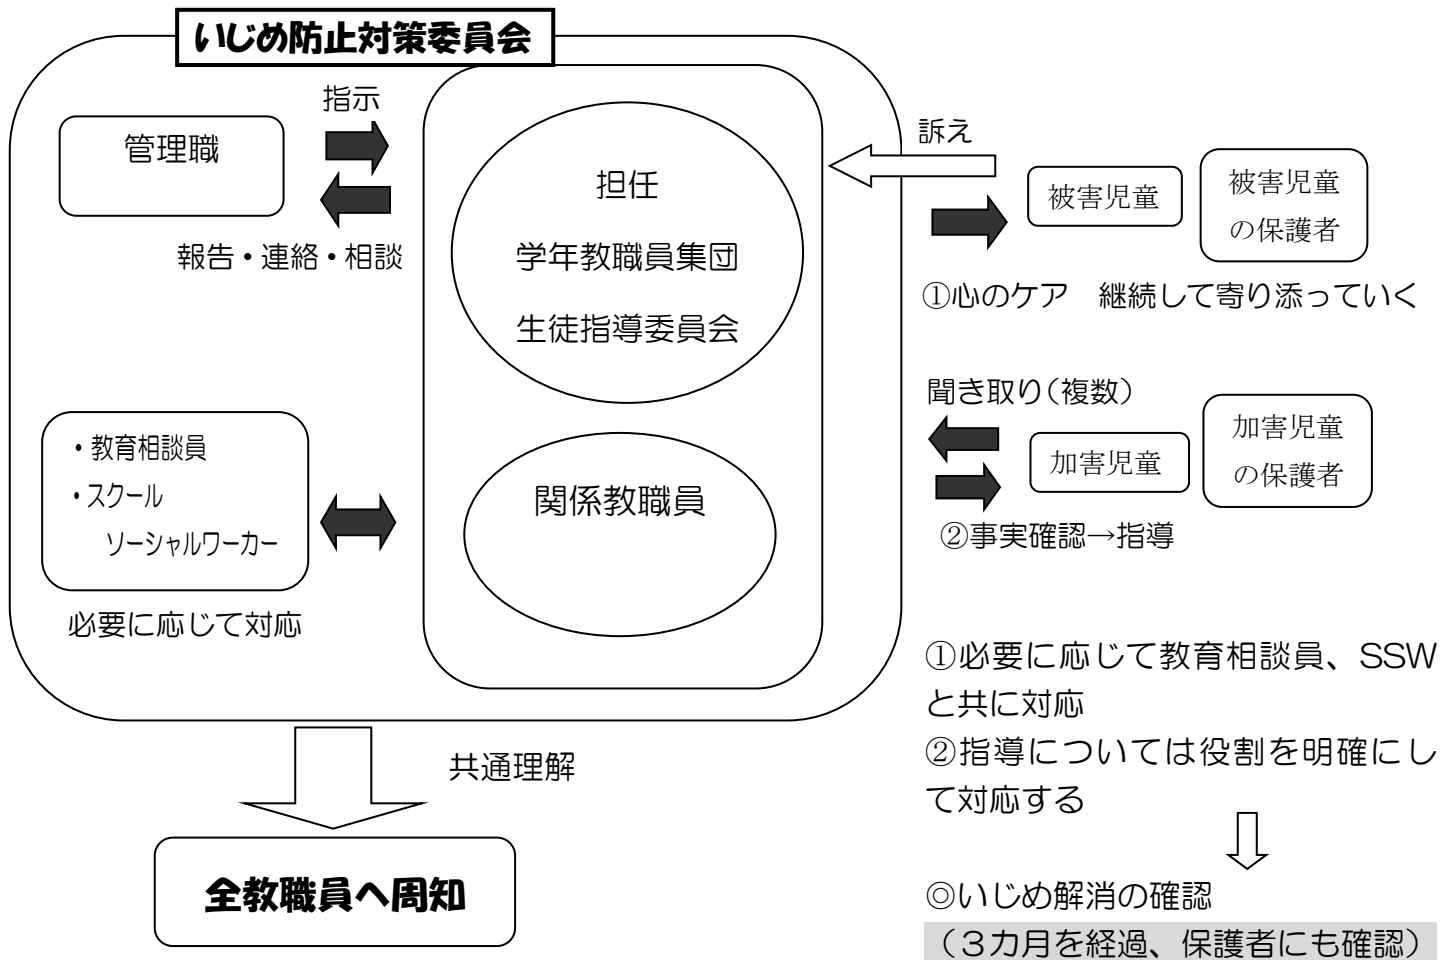 いじめ防止対策委員会
指示
管理職
報告・連絡・相談
担任
学年教職員集団
生徒指導委員会
・教育相談員
・スクール
ソーシャルワーカー
必要に応じて対応
関係教職員
訴え
被害児童
被害児童
の保護者
①心のケア　継続して寄り添っていく
聞き取り（複数）
加害児童
加害児童
の保護者
②事実確認→指導
①必要に応じて教育相談員、SSW
と共に対応
②指導については役割を明確にし
て対応する
共通理解
全教職員へ周知
◎いじめ解消の確認
（３カ月を経過、保護者にも確認）